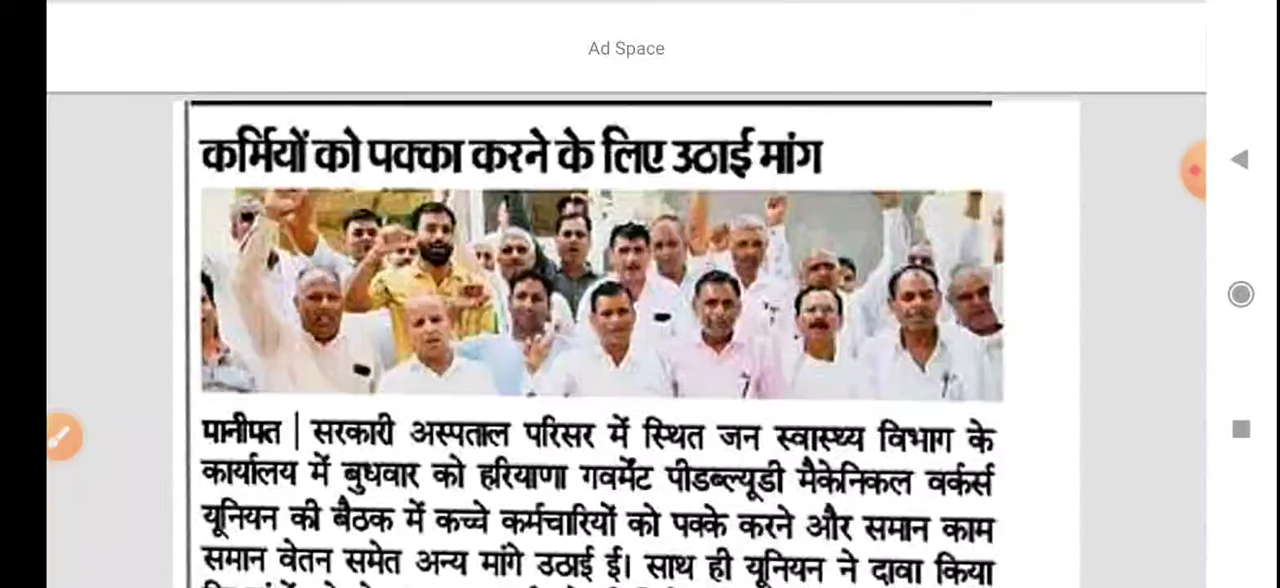 Ad Space
कर्मियों को पक्का करने के लिए उठाई मांग
पानीपत | सरकारी अस्पताल परिसर में स्थित जन स्वास्थ्य विभाग के
कार्यालय में बुधवार को हरियाणा गवर्मेंट पीडब्ल्यूडी मैकेनिकल वर्कर्स
यूनियन की बैठक में कच्चे कर्मचारियों को पक्के करने और समान काम
समान वेतन समेत अन्य मांगे उठाई ई। साथ ही यूनियन ने दावा किया